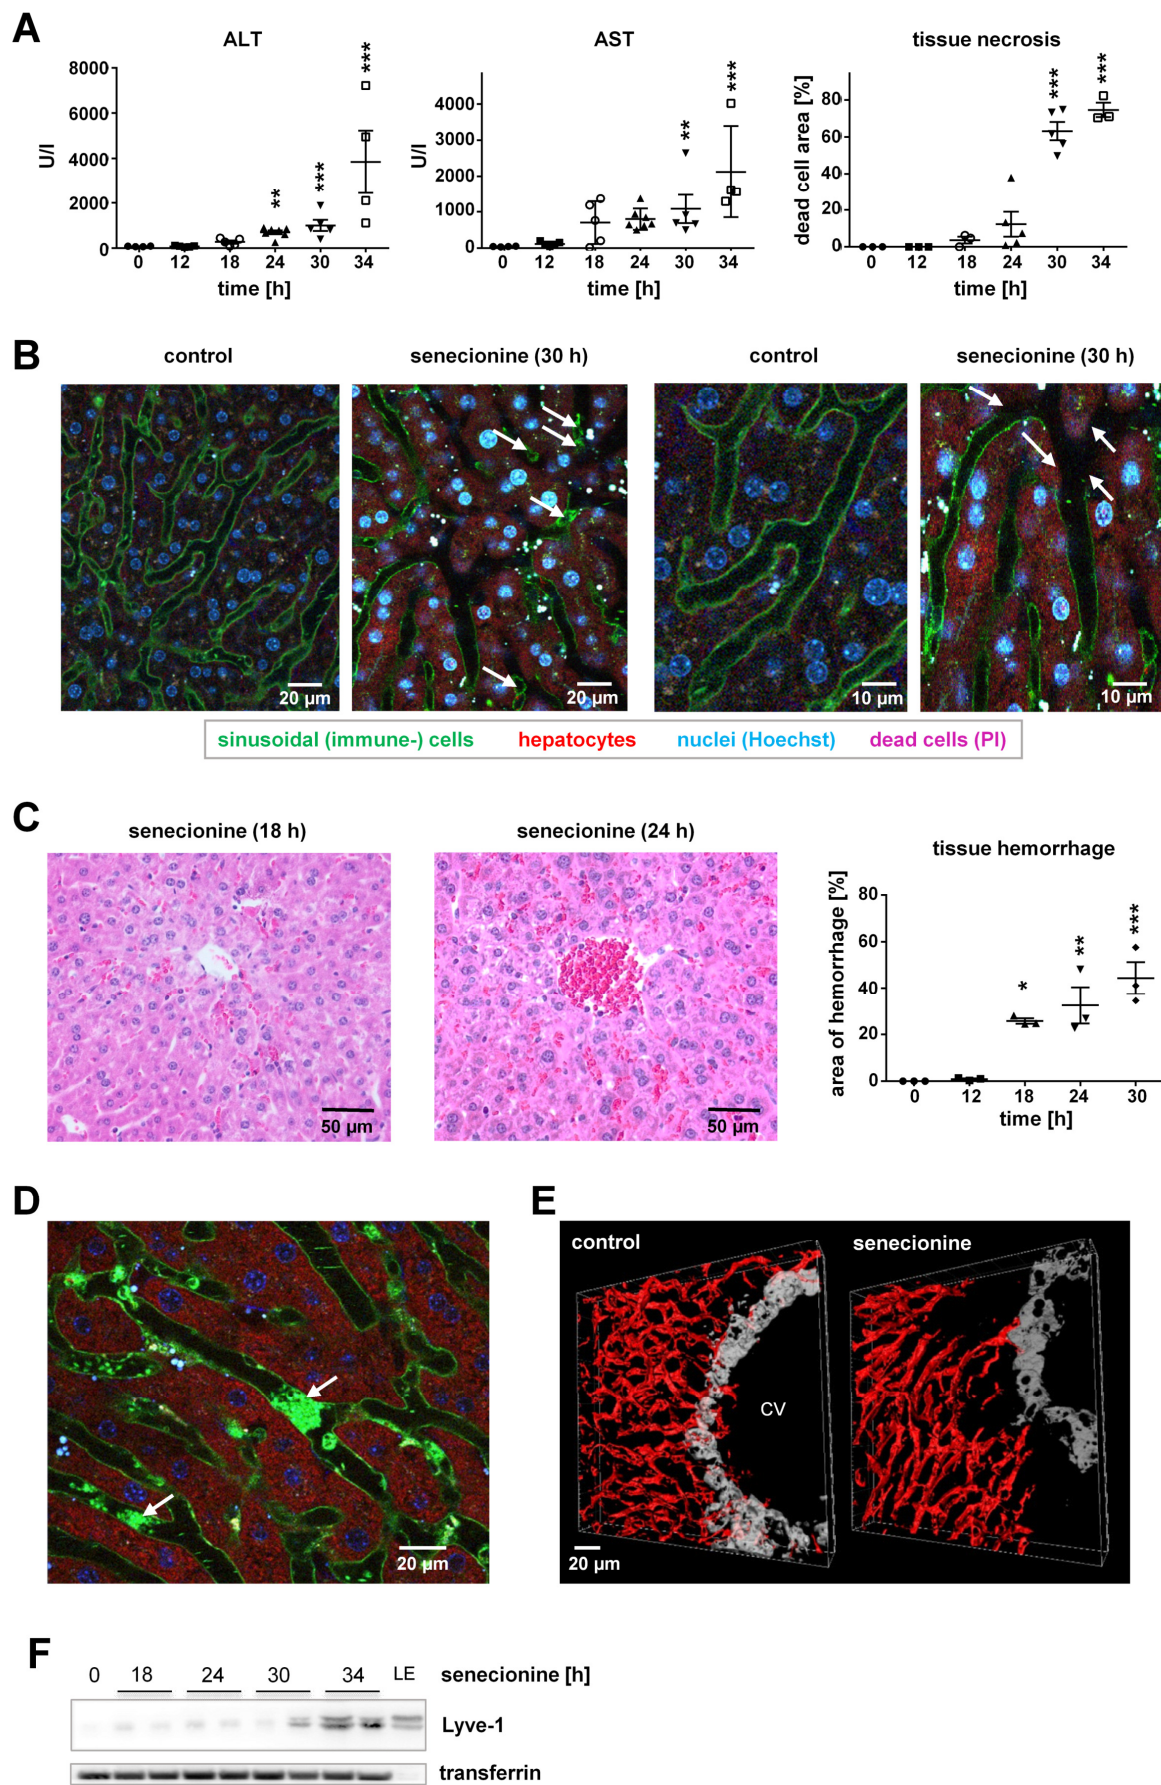 A
ALT
AST
tissue necrosis
U/l
8000
6000
4000
2000
0
**
***
***
0 12 18 24 30 34
time [h]
U/l
4000
3000
2000
1000
0
**
***
0 12 18 24 30 34
time [h]
dead cell area [%]
80
60
40
20
0
***
***
0 12 18 24 30 34
time [h]
B
control
senecionine (30 h)
control
senecionine (30 h)
20 µm
20 µm
10 µm
10 µm
sinusoidal (immune-) cells hepatocytes nuclei (Hoechst) dead cells (PI)
C
senecionine (18 h)
senecionine (24 h)
tissue hemorrhage
50 µm
50 µm
area of hemorrhage [%]
80
60
40
20
0
*
**
***
0 12 18 24 30
time [h]
D
20 µm
E
control
senecionine
CV
20 µm
F
0 18 24 30 34 LE senecionine [h]
Lyve-1
transferrin